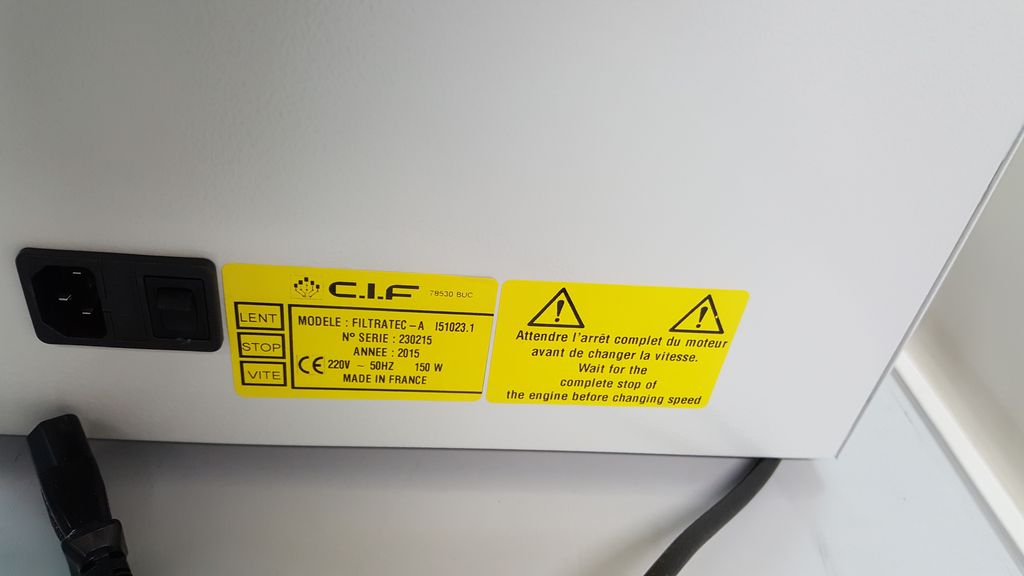 C.I.F 78530 BUC
LENT
STOP
VITE
MODELE : FILTRATEC-A I51023.1
N° SERIE : 230215
ANNEE : 2015
CE 220V ~ 50HZ 150 W
MADE IN FRANCE
Attendre l'arrêt complet du moteur
avant de changer la vitesse.
Wait for the
complete stop of
the engine before changing speed